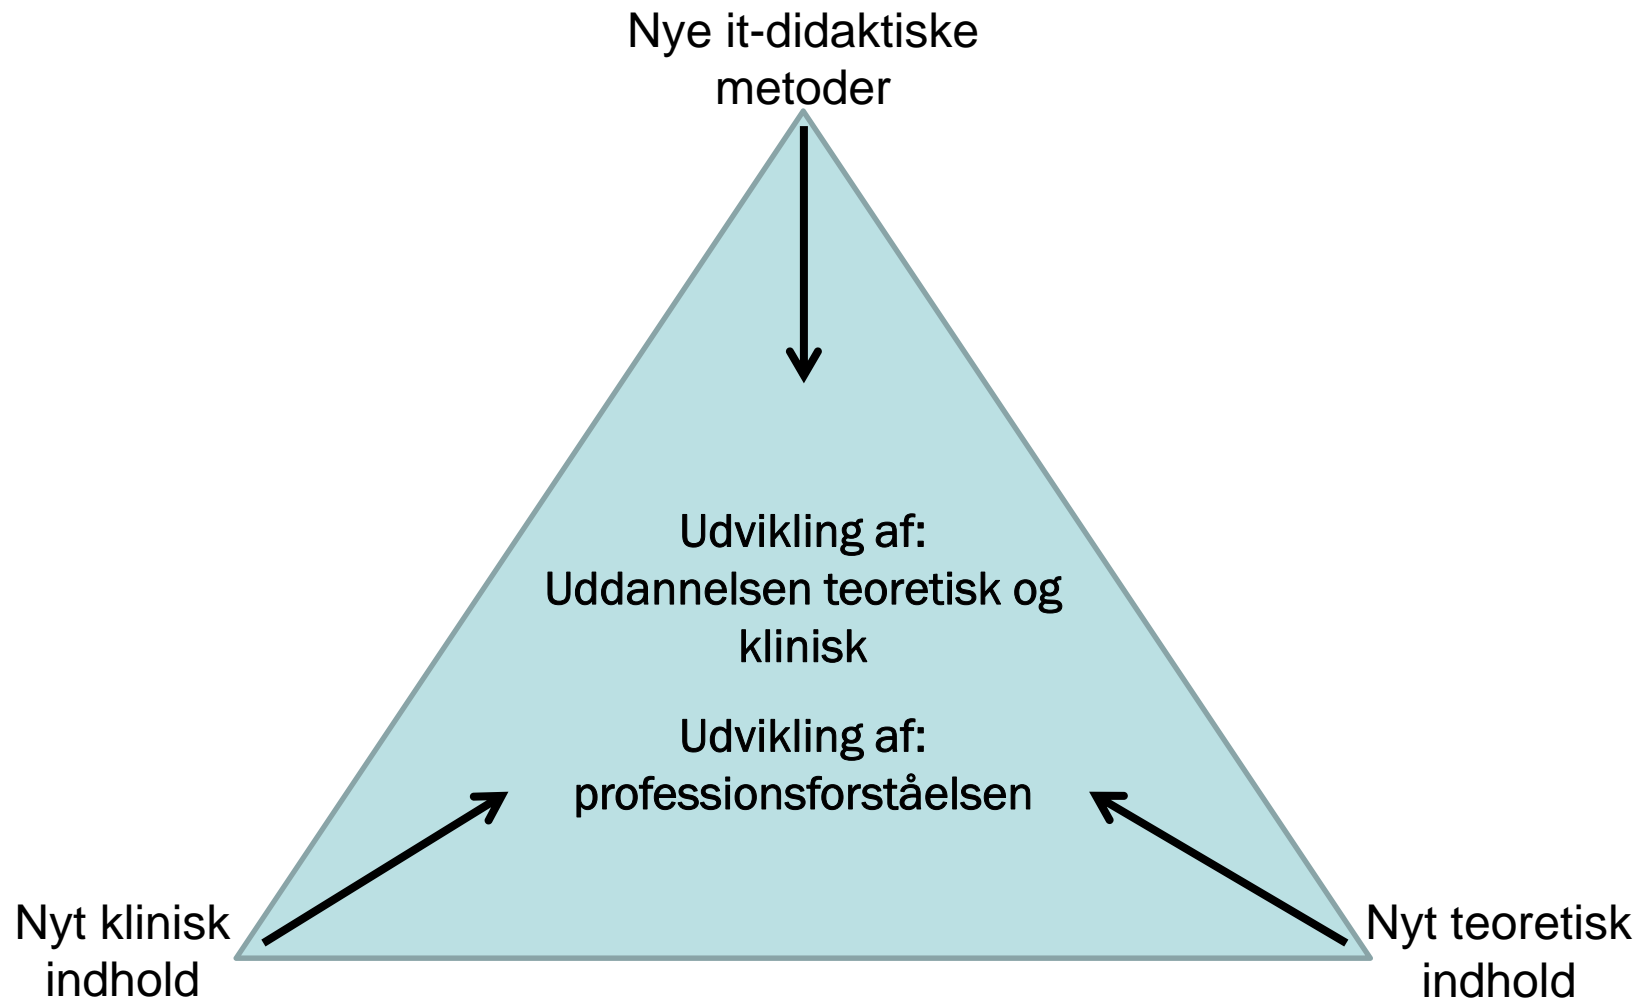 Nye it-didaktiske
metoder
Udvikling af:
Uddannelsen teoretisk og
klinisk
Udvikling af:
professionsforståelsen
Nyt klinisk
indhold
Nyt teoretisk
indhold